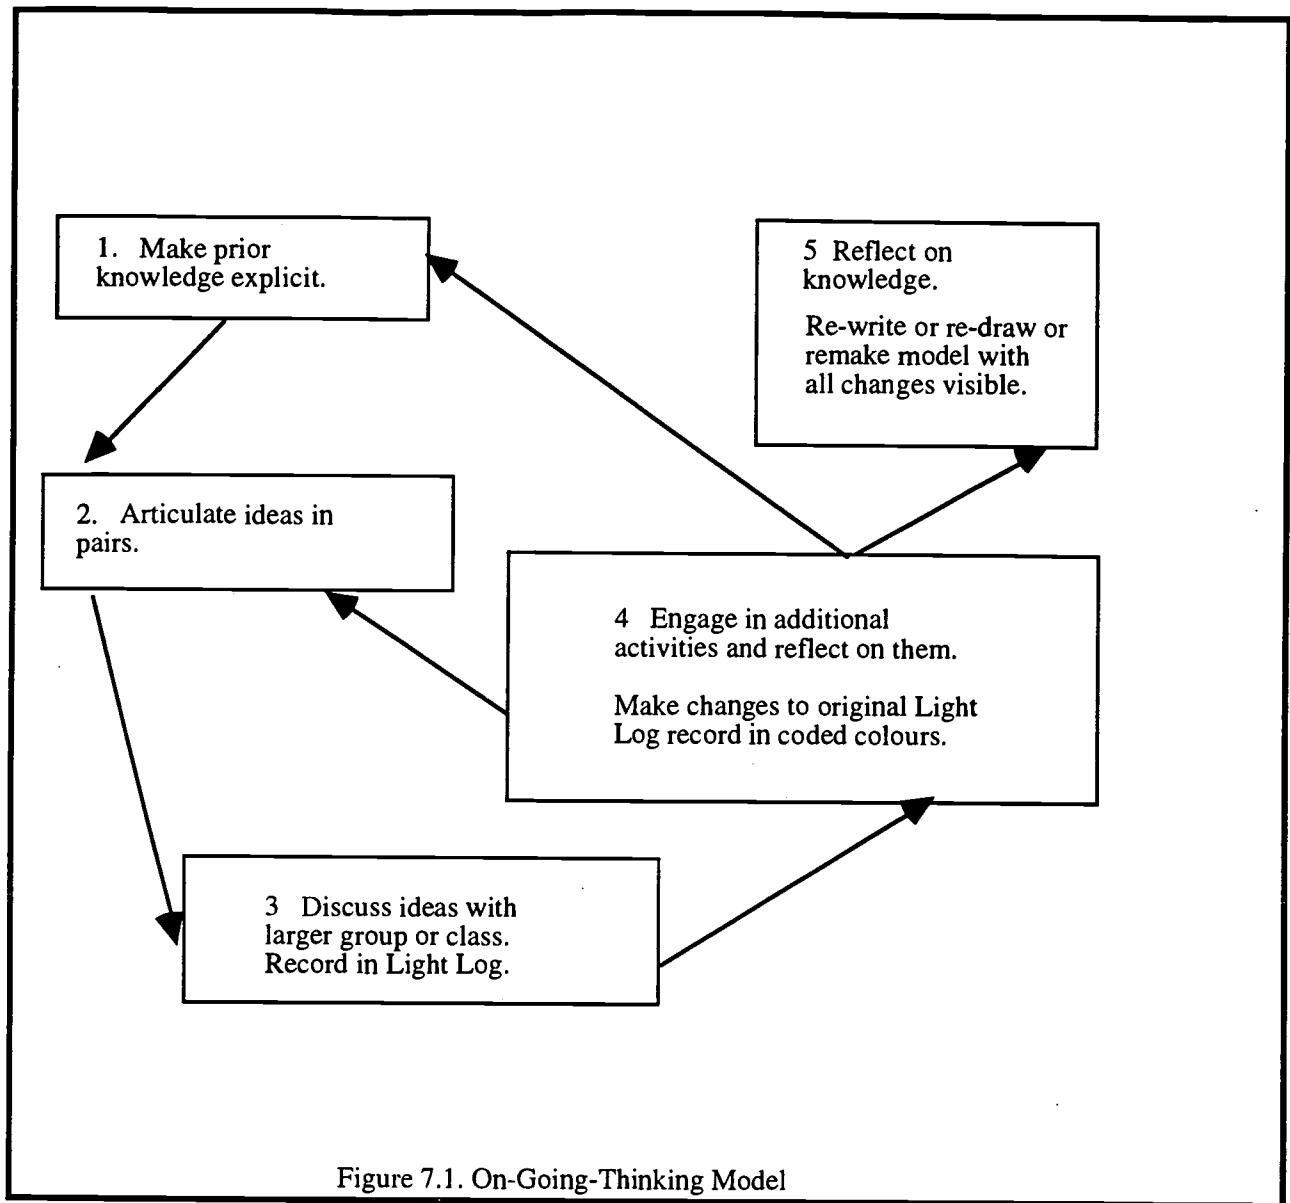 1. Make prior
knowledge explicit.
2. Articulate ideas in
pairs.
3 Discuss ideas with
larger group or class.
Record in Light Log.
4 Engage in additional
activities and reflect on them.
Make changes to original Light
Log record in coded colours.
5 Reflect on
knowledge.
Re-write or re-draw or
remake model with
all changes visible.
Figure 7.1. On-Going-Thinking Model